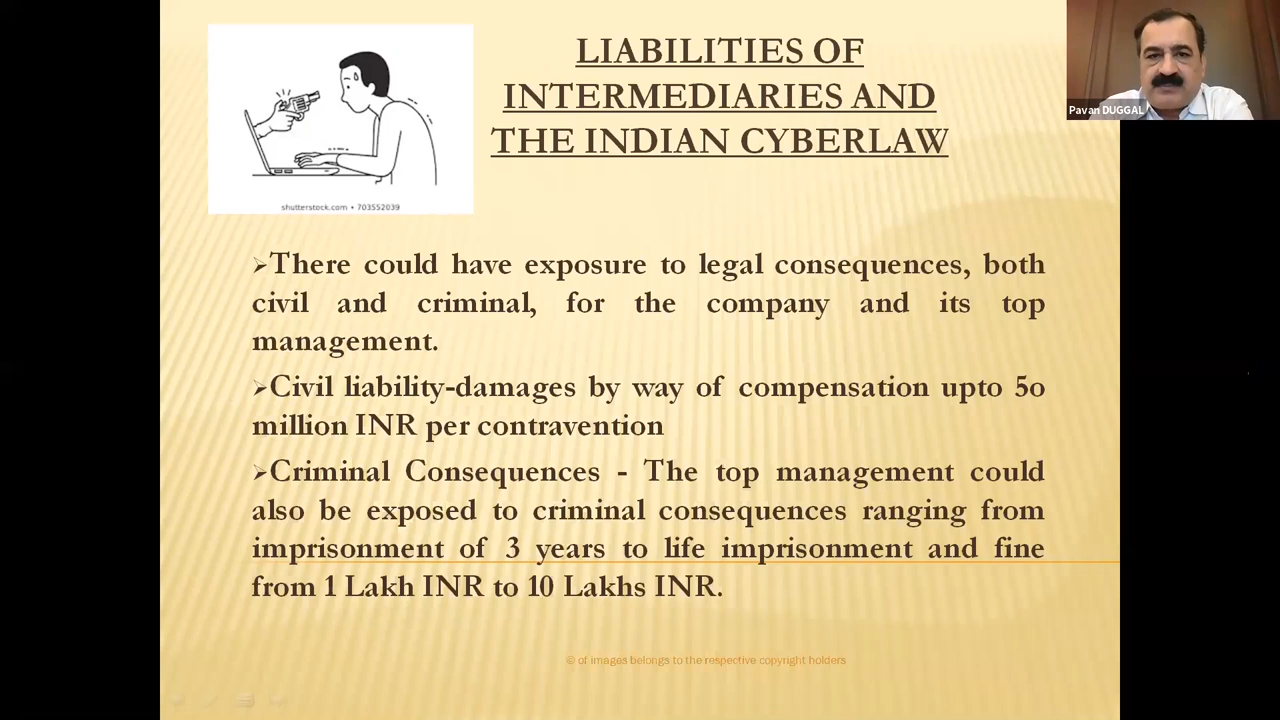 LIABILITIES OF
INTERMEDIARIES AND
THE INDIAN CYBERLAW
Pavan DUGGAL
shutterstock.com • 703552039
➢There could have exposure to legal consequences, both
civil and criminal, for the company and its top
management.
➢Civil liability-damages by way of compensation upto 50
million INR per contravention
➢Criminal Consequences - The top management could
also be exposed to criminal consequences ranging from
imprisonment of 3 years to life imprisonment and fine
from 1 Lakh INR to 10 Lakhs INR.
© of images belongs to the respective copyright holders